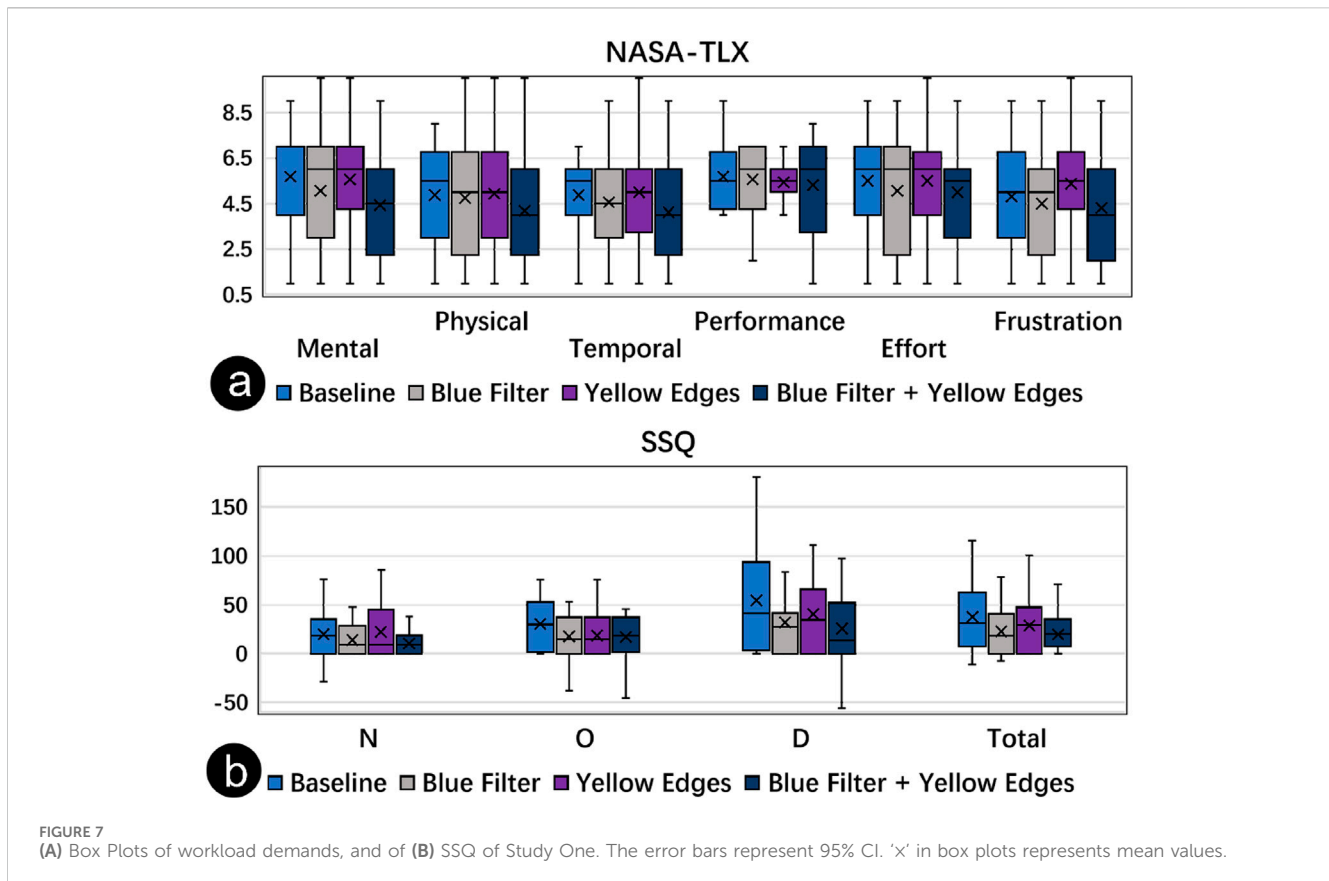 NASA-TLX
8.5
6.5
4.5
2.5
0.5
Physical Performance Frustration
Mental Temporal Effort
a Baseline Blue Filter Yellow Edges Blue Filter + Yellow Edges
SSQ
150
100
50
0
-50
N O D Total
b Baseline Blue Filter Yellow Edges Blue Filter + Yellow Edges
FIGURE 7
(A) Box Plots of workload demands, and of (B) SSQ of Study One. The error bars represent 95% CI. ‘×’ in box plots represents mean values.